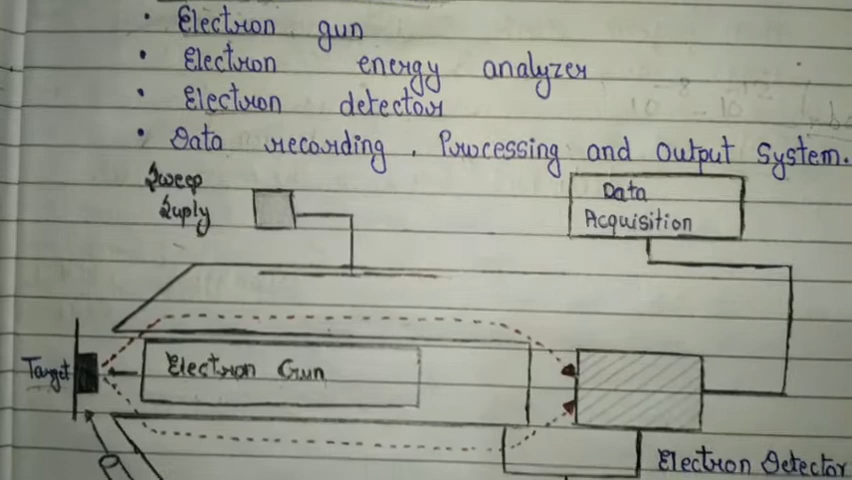 • Electron gun
• Electron energy analyzer
• Electron detector
• Data recording, Processing and output system.
Sweep
Suply
Data
Acquisition
Target
Electron Gun
Electron Detector